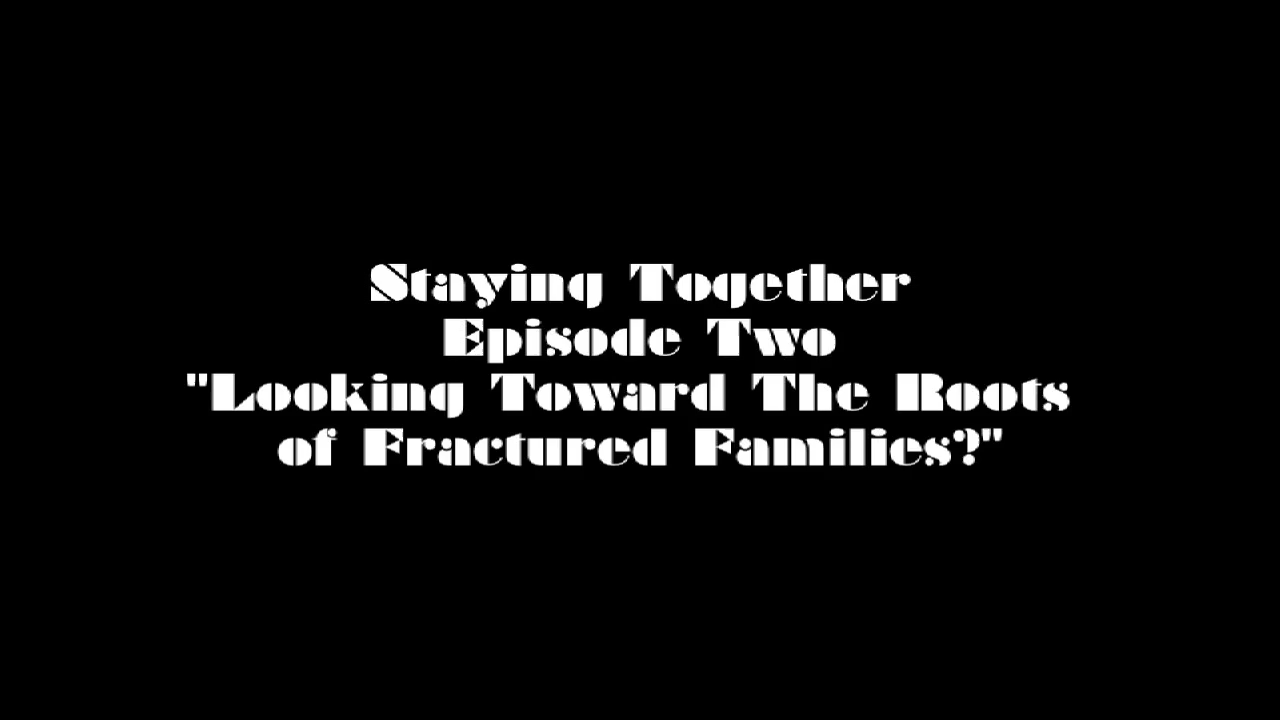 Staying Together
Episode Two
"Looking Toward The Roots
of Fractured Families?"